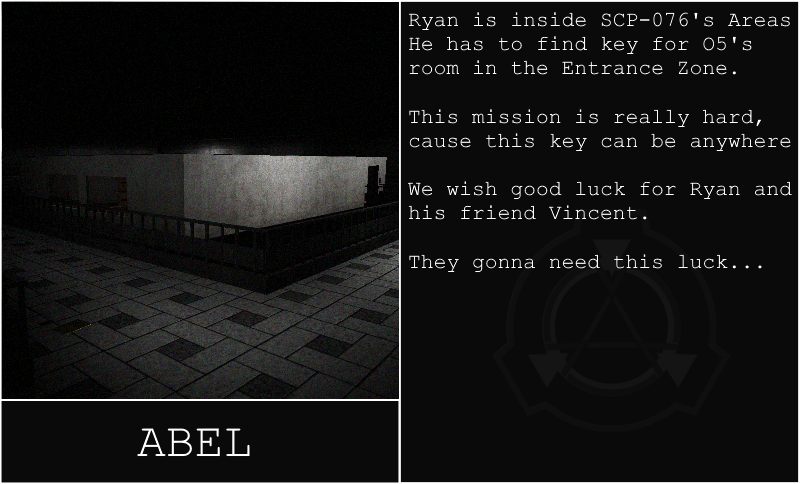 Ryan is inside SCP-076's Areas
He has to find key for O5's
room in the Entrance Zone.
This mission is really hard,
cause this key can be anywhere
We wish good luck for Ryan and
his friend Vincent.
They gonna need this luck...
ABEL